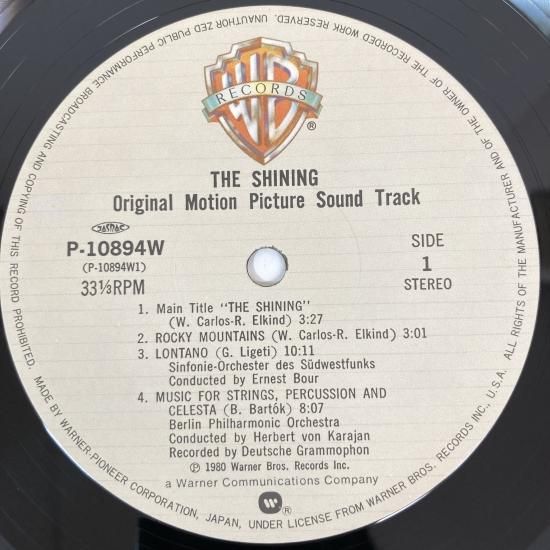 WB
RECORDS
®
THE SHINING
Original Motion Picture Sound Track
JASRAC
P-10894W
(P-10894W1)
33⅓RPM
SIDE
1
STEREO
1. Main Title "THE SHINING"
(W. Carlos-R. Elkind) 3:27
2. ROCKY MOUNTAINS (W. Carlos-R. Elkind) 3:01
3. LONTANO (G. Ligeti) 10:11
Sinfonie-Orchester des Südwestfunks
Conducted by Ernest Bour
4. MUSIC FOR STRINGS, PERCUSSION AND
CELESTA (B. Bartók) 8:07
Berlin Philharmonic Orchestra
Conducted by Herbert von Karajan
Recorded by Deutsche Grammophon
Ⓟ 1980 Warner Bros. Records Inc.
a Warner Communications Company
®
MADE BY WARNER-PIONEER CORPORATION, JAPAN, UNDER LICENSE FROM WARNER BROS. RECORDS INC., U.S.A. ALL RIGHTS OF THE MANUFACTURER AND OF THE OWNER OF THE RECORDED WORK RESERVED. UNAUTHORIZED PUBLIC PERFORMANCE BROADCASTING AND COPYING OF THIS RECORD PROHIBITED.